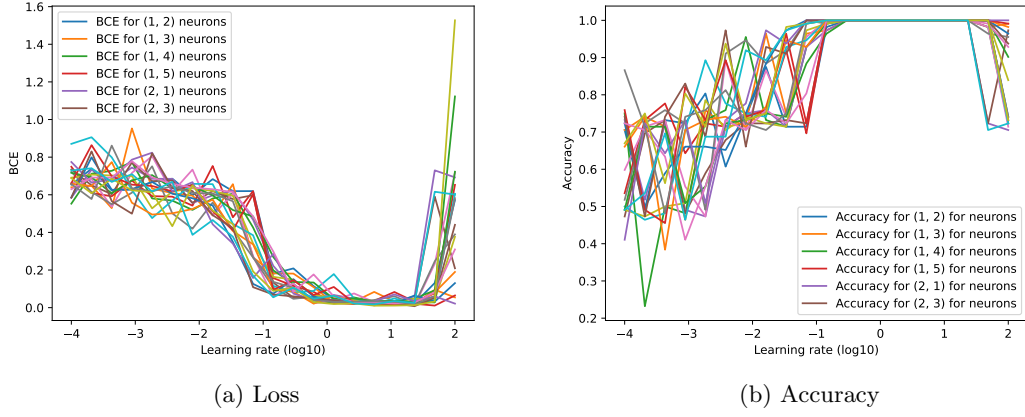 1.6
1.4
1.2
1.0
0.8
0.6
0.4
0.2
0.0
BCE
BCE for (1, 2) neurons
BCE for (1, 3) neurons
BCE for (1, 4) neurons
BCE for (1, 5) neurons
BCE for (2, 1) neurons
BCE for (2, 3) neurons
−4 −3 −2 −1 0 1 2
Learning rate (log10)
(a) Loss
1.0
0.9
0.8
0.7
0.6
0.5
0.4
0.3
0.2
Accuracy
Accuracy for (1, 2) for neurons
Accuracy for (1, 3) for neurons
Accuracy for (1, 4) for neurons
Accuracy for (1, 5) for neurons
Accuracy for (2, 1) for neurons
Accuracy for (2, 3) for neurons
−4 −3 −2 −1 0 1 2
Learning rate (log10)
(b) Accuracy